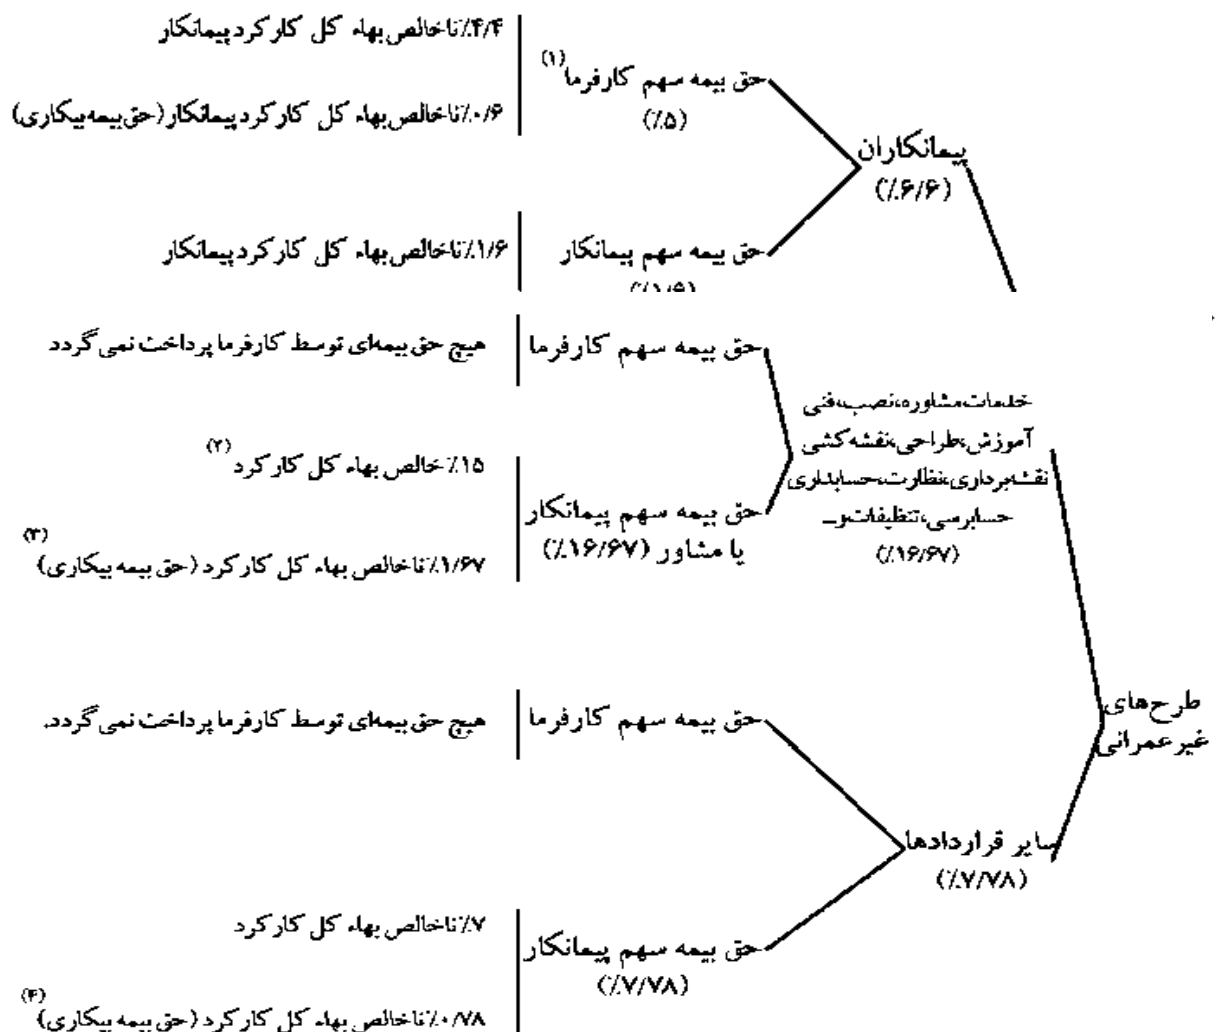 پیمانکاران
(٪۶/۶)
حق بیمه سهم کارفرما (۱)
(٪۵)
٪۴/۴ ناخالص بهاء کل کارکرد پیمانکار
٪۰/۶ ناخالص بهاء کل کارکرد پیمانکار (حق بیمه بیکاری)
حق بیمه سهم پیمانکار
(٪۱/۶)
٪۱/۶ ناخالص بهاء کل کارکرد پیمانکار
طرح‌های
غیر عمرانی
خدمات، مشاوره، نصب، فنی
آموزش، طراحی، نقشه کشی
نقشه برداری، نظارت، حسابداری
حسابرسی، تنظیفات و ...
(٪۱۶/۶۷)
حق بیمه سهم کارفرما
هیچ حق بیمه‌ای توسط کارفرما پرداخت نمی گردد
حق بیمه سهم پیمانکار
یا مشاور (٪۱۶/۶۷)
٪۱۵ خالص بهاء کل کارکرد (۲)
٪۱/۶۷ ناخالص بهاء کل کارکرد (حق بیمه بیکاری) (۳)
سایر قراردادها
(٪۷/۷۸)
حق بیمه سهم کارفرما
هیچ حق بیمه‌ای توسط کارفرما پرداخت نمی گردد.
حق بیمه سهم پیمانکار
(٪۷/۷۸)
٪۷ ناخالص بهاء کل کارکرد
٪۰/۷۸ ناخالص بهاء کل کارکرد (حق بیمه بیکاری) (۴)